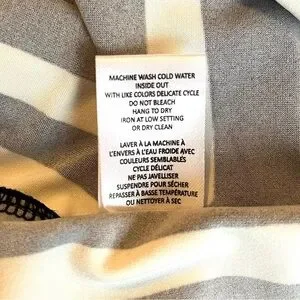 MACHINE WASH COLD WATER
INSIDE OUT
WITH LIKE COLORS DELICATE CYCLE
DO NOT BLEACH
HANG TO DRY
IRON AT LOW SETTING
OR DRY CLEAN
LAVER À LA MACHINE À
L'ENVERS À L'EAU FROIDE AVEC
COULEURS SEMBLABLES
CYCLE DÉLICAT
NE PAS JAVELLISER
SUSPENDRE POUR SÉCHER
REPASSER À BASSE TEMPÉRATURE
OU NETTOYER À SEC